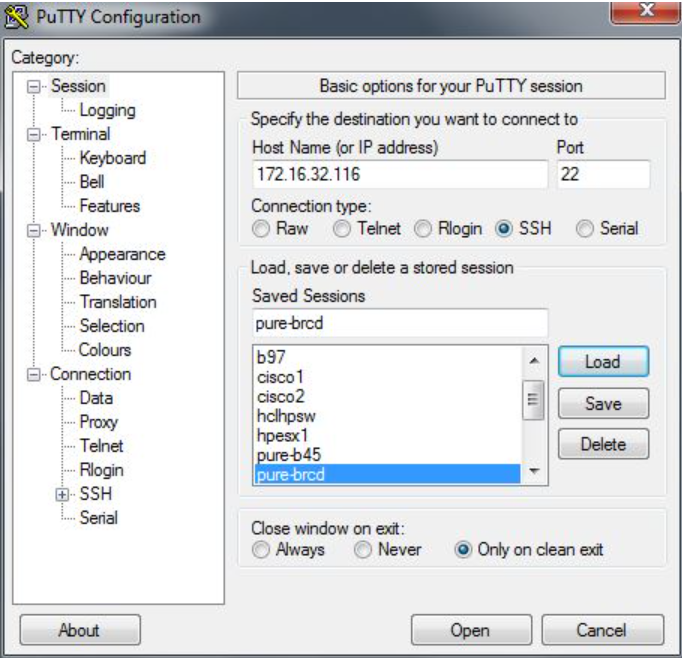 PuTTY Configuration
Category:
Session
Logging
Terminal
Keyboard
Bell
Features
Window
Appearance
Behaviour
Translation
Selection
Colours
Connection
Data
Proxy
Telnet
Rlogin
SSH
Serial
Basic options for your PuTTY session
Specify the destination you want to connect to
Host Name (or IP address) Port
172.16.32.116 22
Connection type:
Raw Telnet Rlogin SSH Serial
Load, save or delete a stored session
Saved Sessions
pure-brcd
b97
cisco1
cisco2
hclhpsw
hpesx1
pure-b45
pure-brcd
Load
Save
Delete
Close window on exit:
Always Never Only on clean exit
About Open Cancel